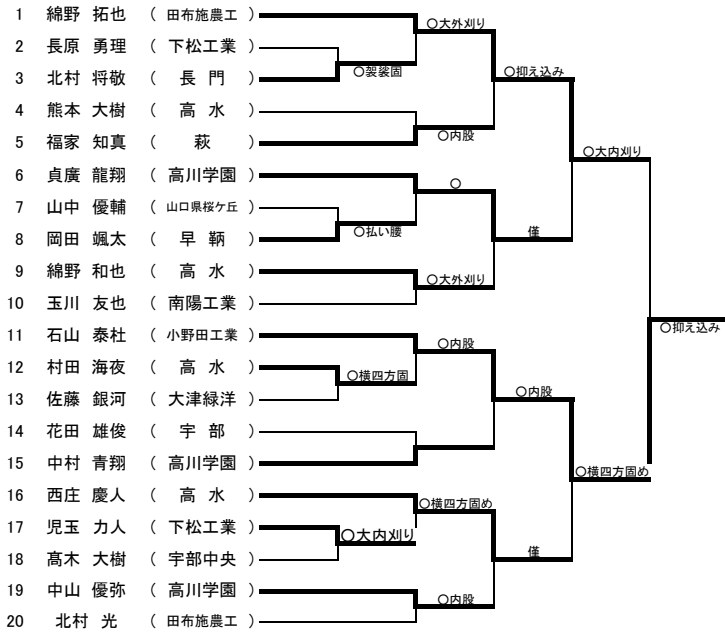 1 綿野 拓也 ( 田布施農工 )
○大外刈り
2 長原 勇理 ( 下松工業 )
○袈裟固
○抑え込み
3 北村 将敬 ( 長 門 )
4 熊本 大樹 ( 高 水 )
○内股
5 福家 知真 ( 萩 )
○大内刈り
6 貞廣 龍翔 ( 高川学園 )
○
7 山中 優輔 ( 山口県桜ケ丘 )
○払い腰
僅
8 岡田 颯太 ( 早 鞆 )
9 綿野 和也 ( 高 水 )
○大外刈り
10 玉川 友也 ( 南陽工業 )
○抑え込み
11 石山 泰杜 ( 小野田工業 )
○内股
12 村田 海夜 ( 高 水 )
○横四方固
○内股
13 佐藤 銀河 ( 大津緑洋 )
14 花田 雄俊 ( 宇 部 )
15 中村 青翔 ( 高川学園 )
○横四方固め
16 西庄 慶人 ( 高 水 )
○横四方固め
17 児玉 力人 ( 下松工業 )
○大内刈り
僅
18 髙木 大樹 ( 宇部中央 )
19 中山 優弥 ( 高川学園 )
○内股
20 北村 光 ( 田布施農工 )